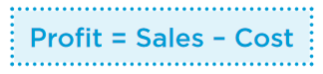 Profit = Sales – Cost